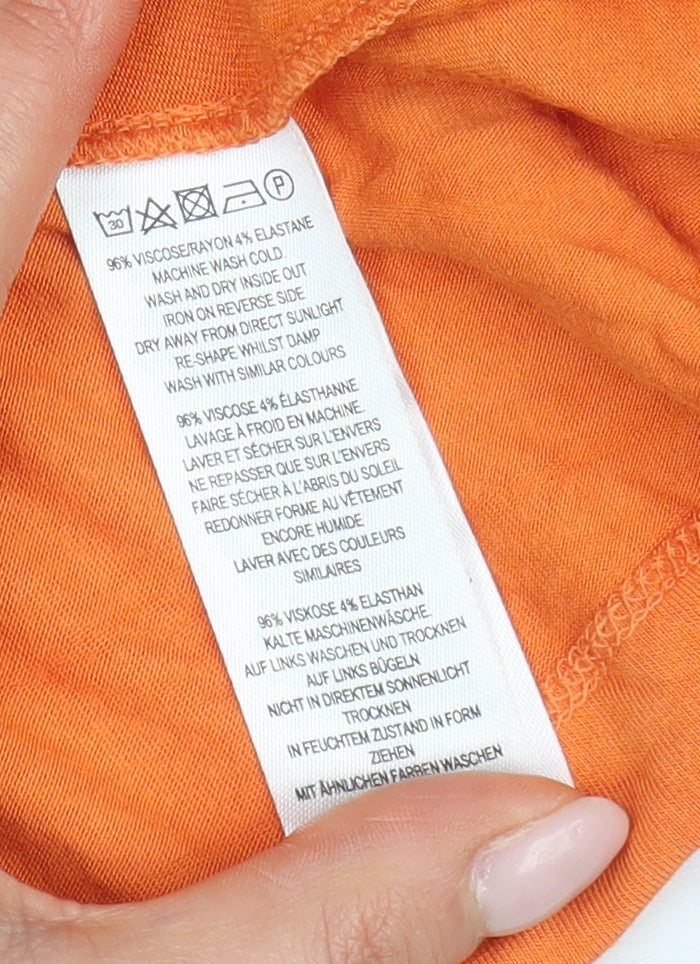 30 P
96% VISCOSE/RAYON 4% ELASTANE
MACHINE WASH COLD
WASH AND DRY INSIDE OUT
IRON ON REVERSE SIDE
DRY AWAY FROM DIRECT SUNLIGHT
RE-SHAPE WHILST DAMP
WASH WITH SIMILAR COLOURS
96% VISCOSE 4% ÉLASTHANNE
LAVAGE À FROID EN MACHINE.
LAVER ET SÉCHER SUR L'ENVERS
NE REPASSER QUE SUR L'ENVERS
FAIRE SÉCHER À L'ABRIS DU SOLEIL
REDONNER FORME AU VÊTEMENT
ENCORE HUMIDE
LAVER AVEC DES COULEURS
SIMILAIRES
96% VISKOSE 4% ELASTHAN
KALTE MASCHINENWÄSCHE.
AUF LINKS WASCHEN UND TROCKNEN
AUF LINKS BÜGELN
NICHT IN DIREKTEM SONNENLICHT
TROCKNEN
IN FEUCHTEM ZUSTAND IN FORM
ZIEHEN
MIT ÄHNLICHEN FARBEN WASCHEN